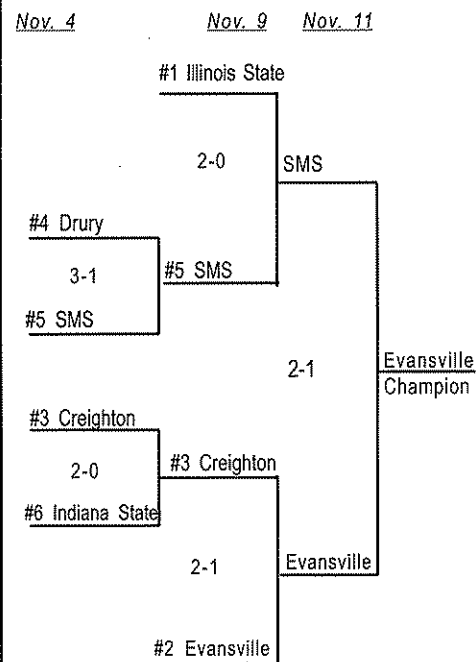 Nov. 4 Nov. 9 Nov. 11
#1 Illinois State
2-0
SMS
#4 Drury
3-1
#5 SMS
#5 SMS
2-1
Evansville
Champion
#3 Creighton
2-0
#3 Creighton
#6 Indiana State
2-1
Evansville
#2 Evansville